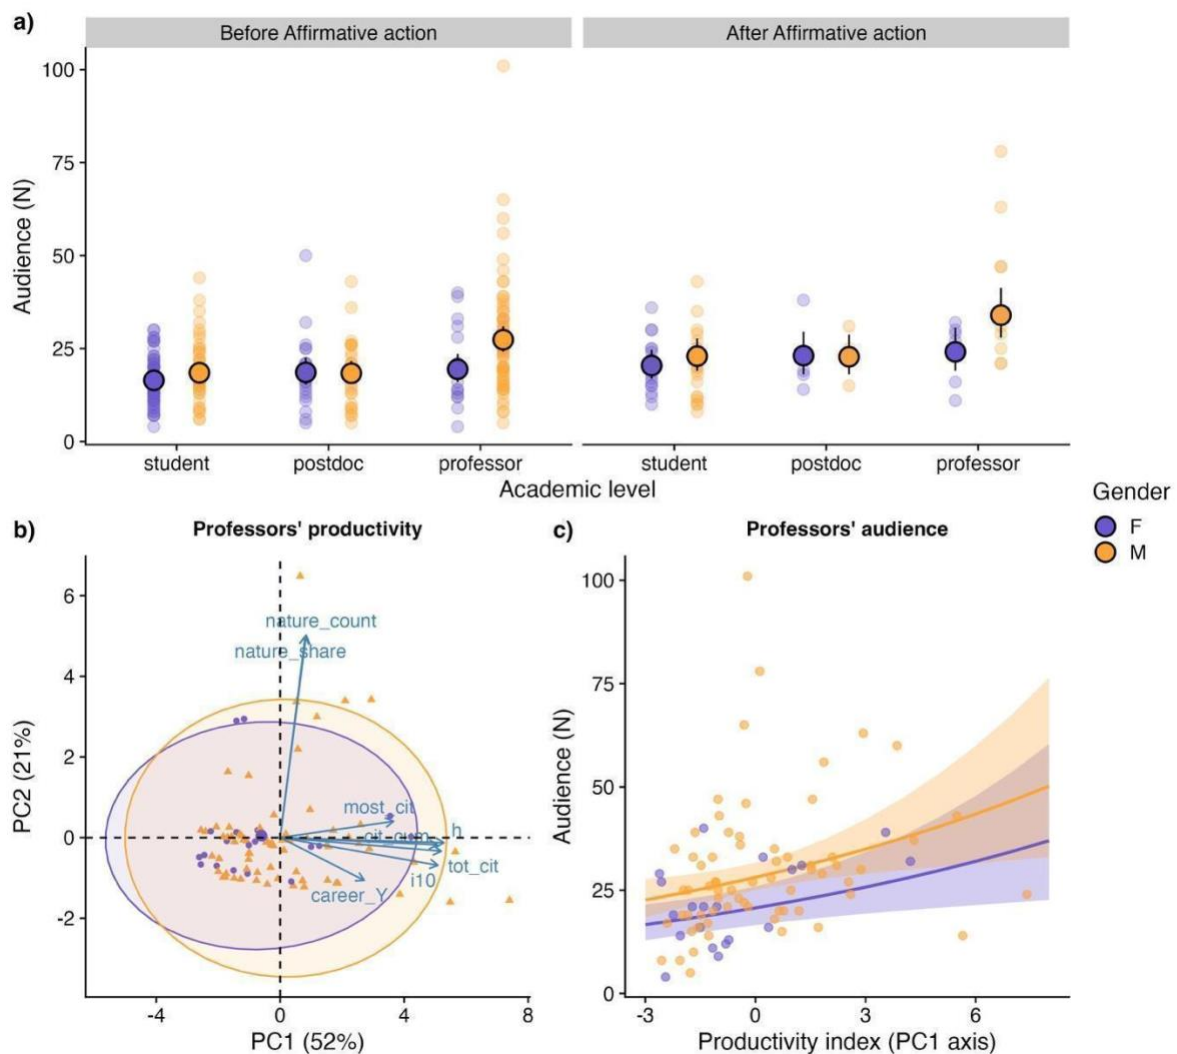 a)
Before Affirmative action
After Affirmative action
Audience (N)
100
75
50
25
0
student
postdoc
professor
student
postdoc
professor
Academic level
Gender
F
M
b)
Professors' productivity
PC2 (21%)
6
4
2
0
-2
nature_count
nature_share
most_cit
cit_cum
h
tot_cit
i10
career_Y
-4
0
4
8
PC1 (52%)
c)
Professors' audience
Audience (N)
100
75
50
25
0
-3
0
3
6
Productivity index (PC1 axis)